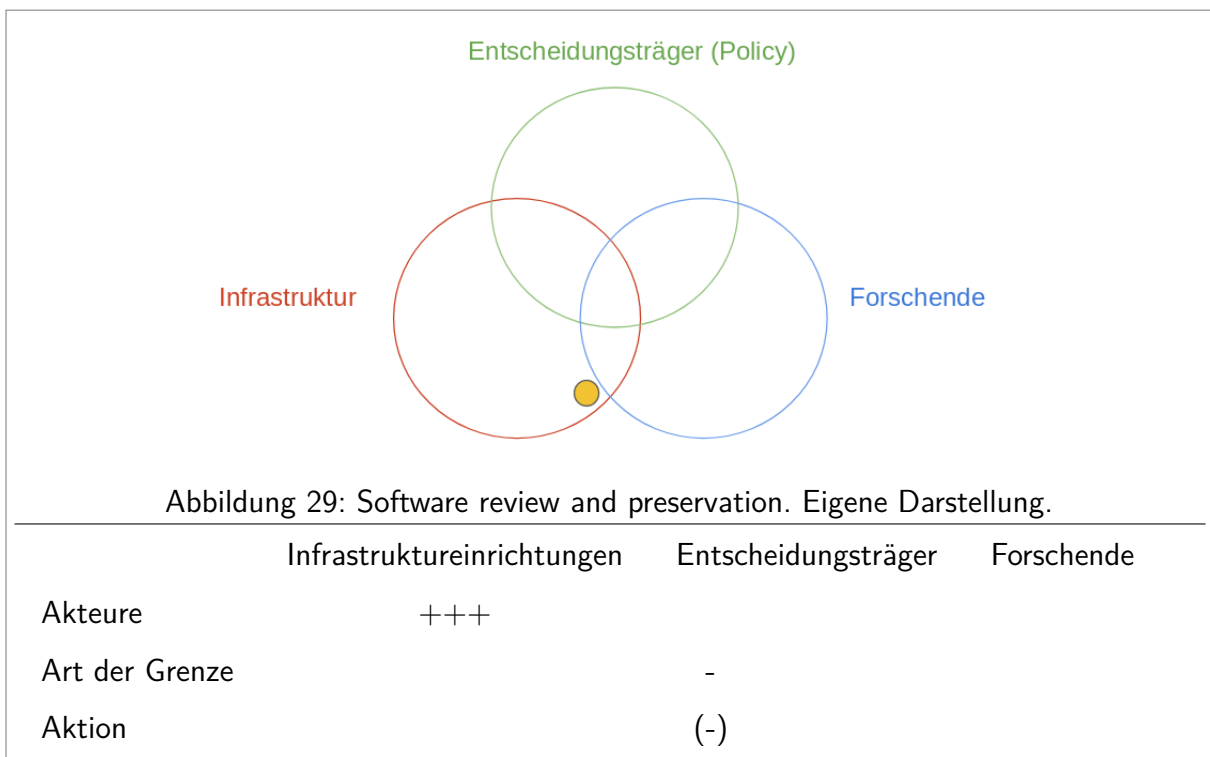 Entscheidungsträger (Policy)
Infrastruktur
Forschende
Abbildung 29: Software review and preservation. Eigene Darstellung.
Infrastruktureinrichtungen Entscheidungsträger Forschende
Akteure +++
Art der Grenze -
Aktion (-)